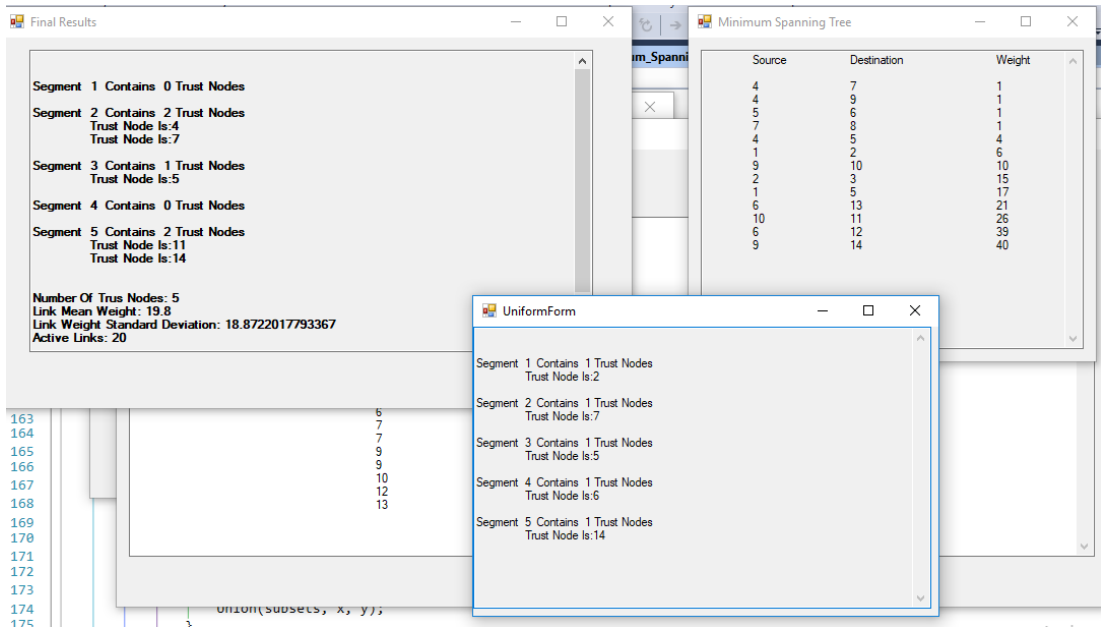 Final Results
Segment 1 Contains 0 Trust Nodes
Segment 2 Contains 2 Trust Nodes
Trust Node Is:4
Trust Node Is:7
Segment 3 Contains 1 Trust Nodes
Trust Node Is:5
Segment 4 Contains 0 Trust Nodes
Segment 5 Contains 2 Trust Nodes
Trust Node Is:11
Trust Node Is:14
Number Of Trus Nodes: 5
Link Mean Weight: 19.8
Link Weight Standard Deviation: 18.8722017793367
Active Links: 20
um_Spanni
Minimum Spanning Tree
Source Destination Weight
4 7 1
4 9 1
5 6 1
7 8 1
4 5 4
1 2 6
9 10 10
2 3 15
1 5 17
6 13 21
10 11 26
6 12 39
9 14 40
UniformForm
Segment 1 Contains 1 Trust Nodes
Trust Node Is:2
Segment 2 Contains 1 Trust Nodes
Trust Node Is:7
Segment 3 Contains 1 Trust Nodes
Trust Node Is:5
Segment 4 Contains 1 Trust Nodes
Trust Node Is:6
Segment 5 Contains 1 Trust Nodes
Trust Node Is:14
6
7
7
9
9
10
12
13
163
164
165
166
167
168
169
170
171
172
173
174 Union(subsets, x, y);
175 }